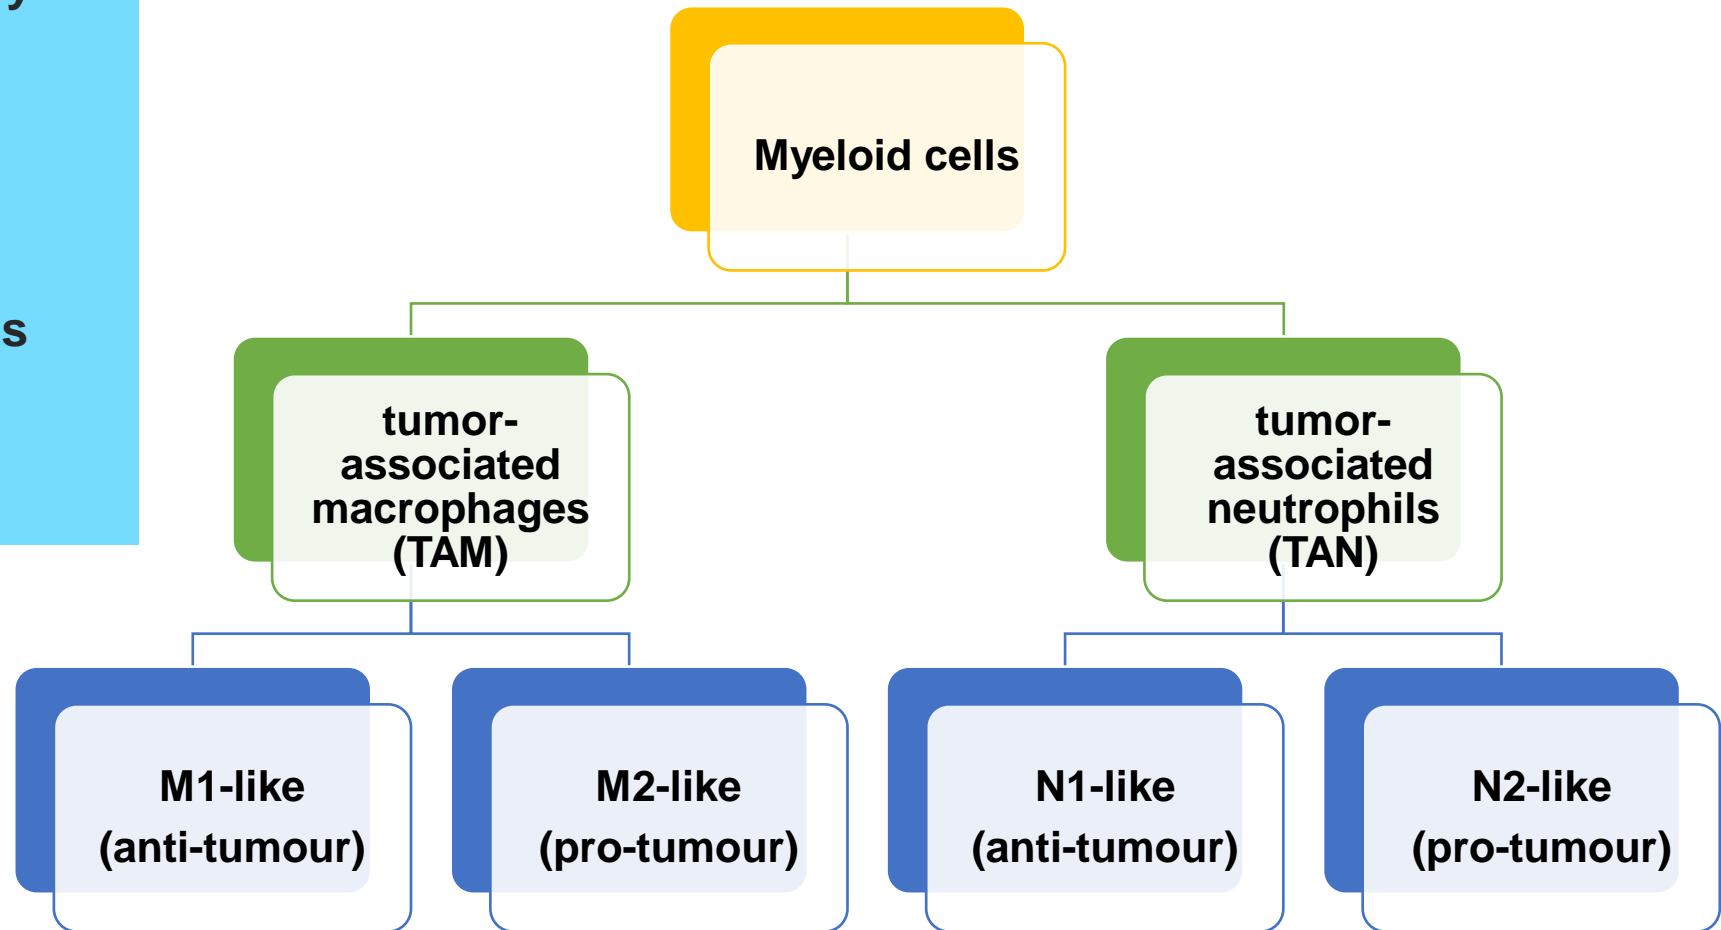 Myeloid cells
tumor-
associated
macrophages
(TAM)
tumor-
associated
neutrophils
(TAN)
M1-like
(anti-tumour)
M2-like
(pro-tumour)
N1-like
(anti-tumour)
N2-like
(pro-tumour)